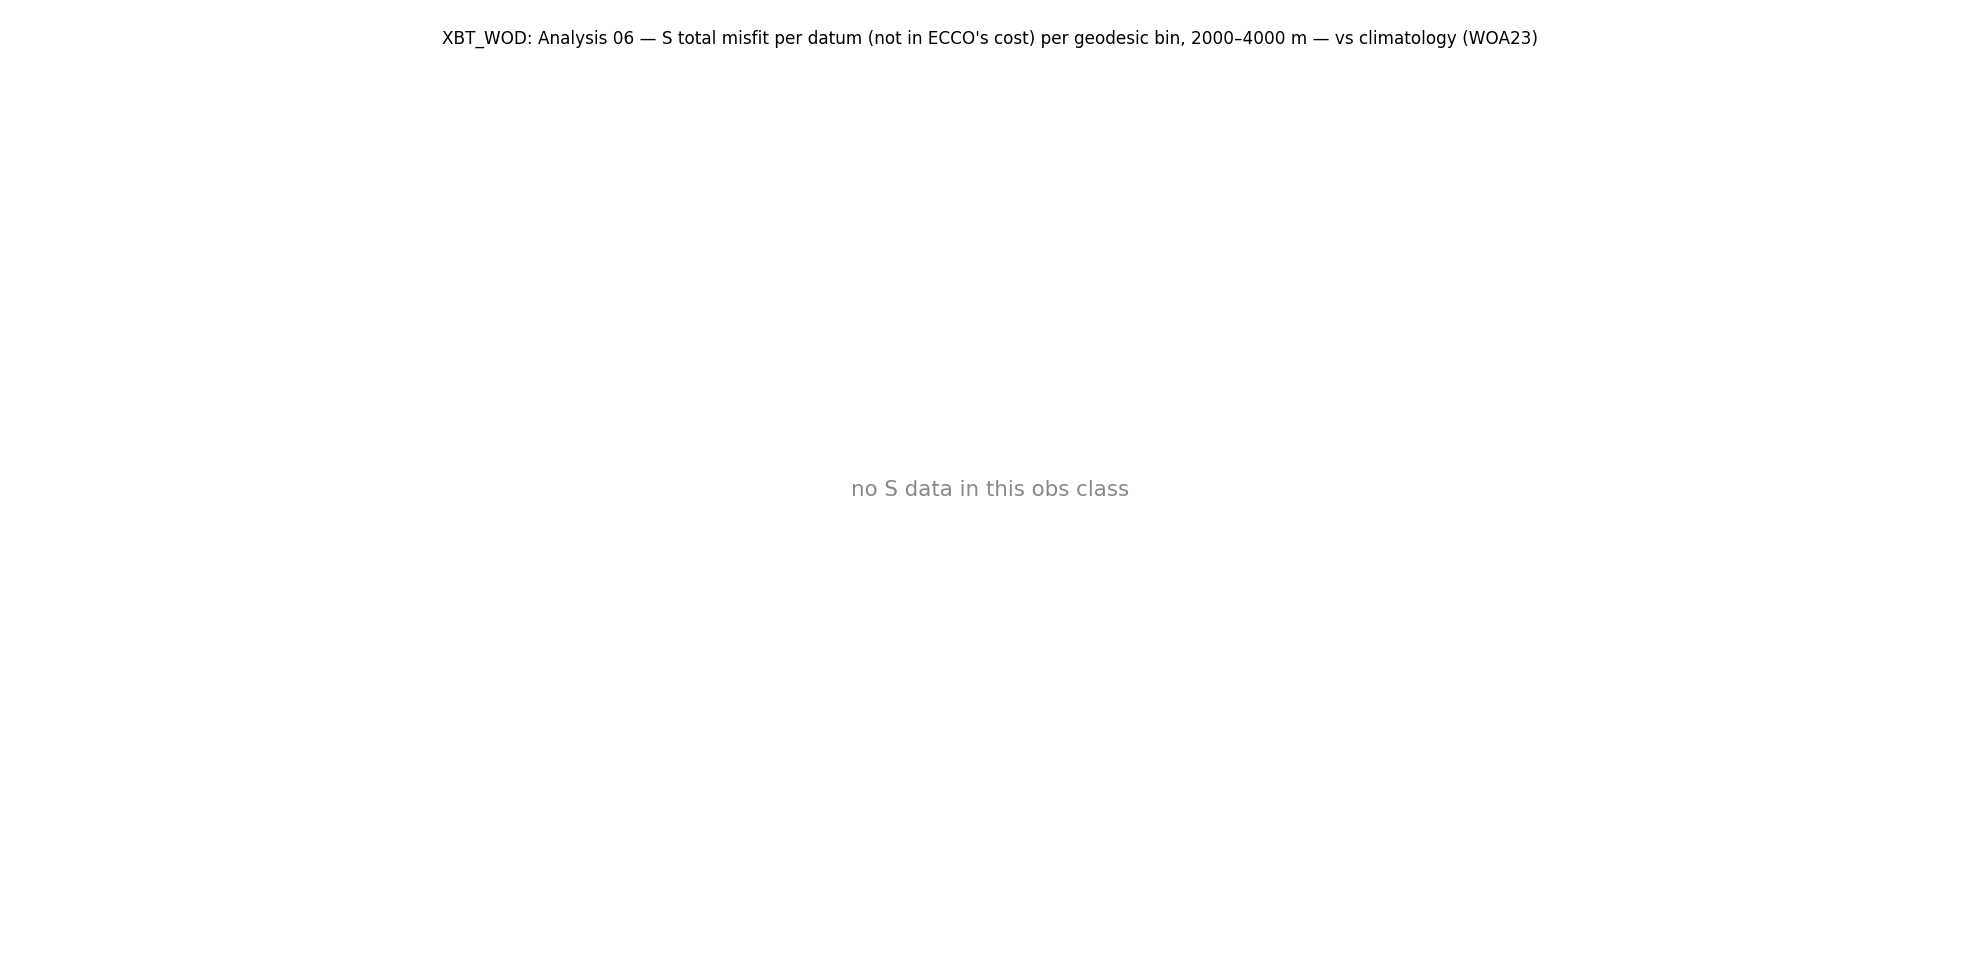 XBT_WOD: Analysis 06 — S total misfit per datum (not in ECCO's cost) per geodesic bin, 2000–4000 m — vs climatology (WOA23)
no S data in this obs class